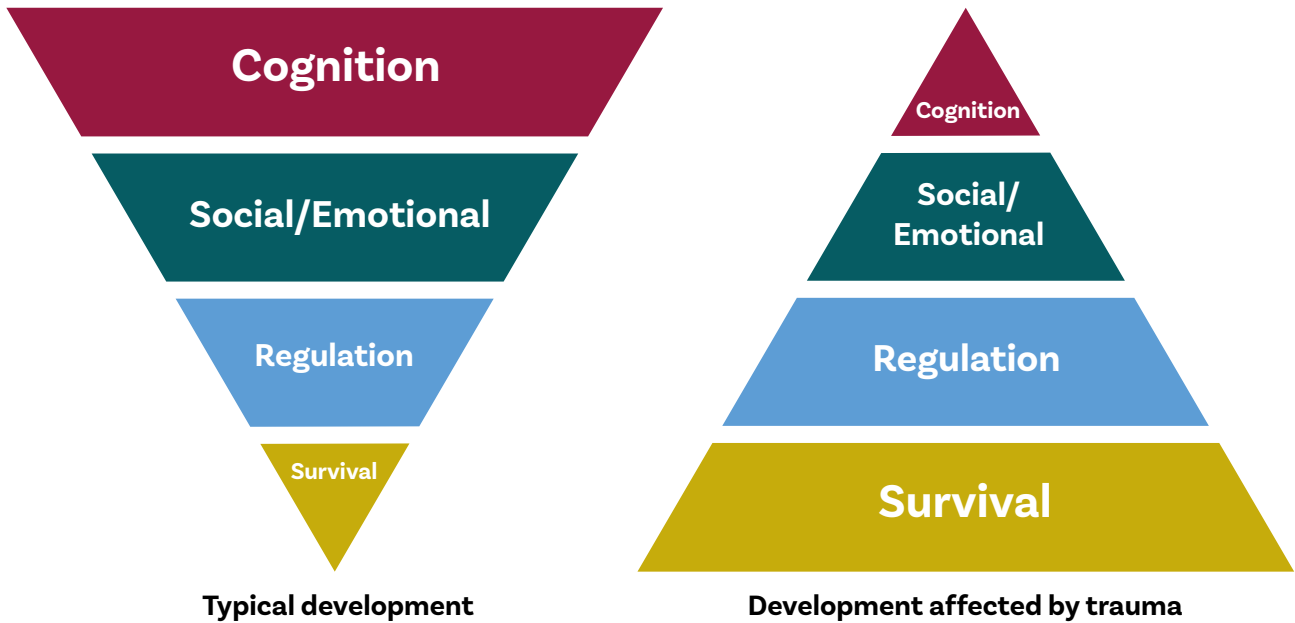 Cognition
Social/Emotional
Regulation
Survival
Typical development
Cognition
Social/
Emotional
Regulation
Survival
Development affected by trauma